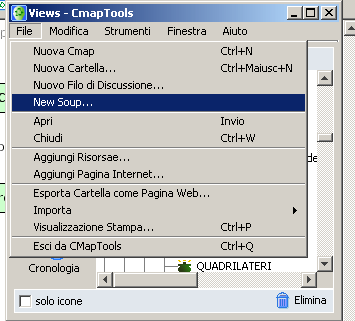 Views - CmapTools
File Modifica Strumenti Finestra Aiuto
Nuova Cmap Ctrl+N
Nuova Cartella... Ctrl+Maiusc+N
Nuovo Filo di Discussione...
New Soup...
Apri Invio
Chiudi Ctrl+W
Aggiungi Risorsae...
Aggiungi Pagina Internet...
Esporta Cartella come Pagina Web...
Importa
Visualizzazione Stampa... Ctrl+P
Esci da CMapTools Ctrl+Q
Cronologia
QUADRILATERI
solo icone
Elimina